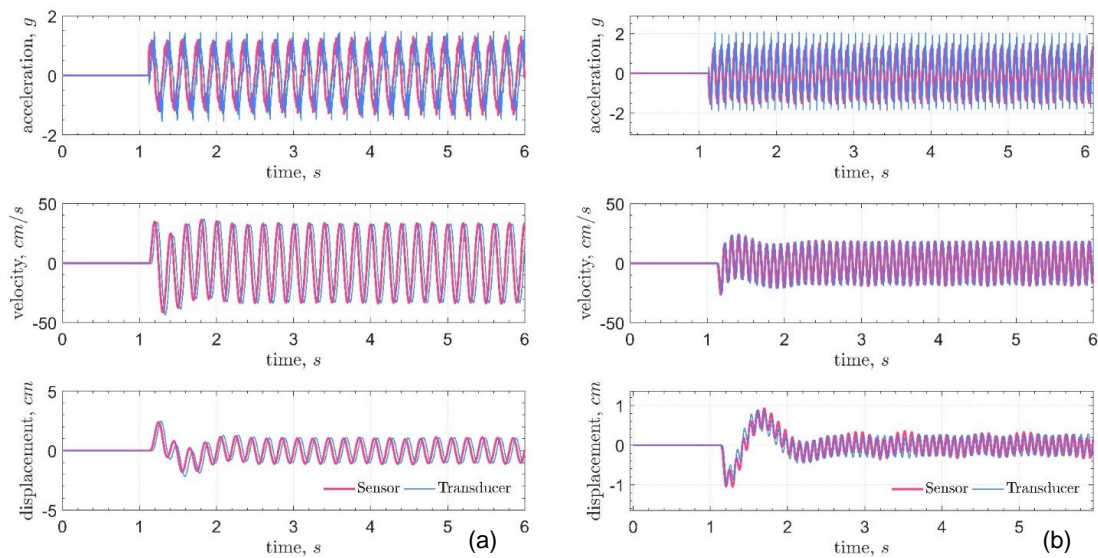 2
0
-2
acceleration, g
0 1 2 3 4 5 6
time, s
2
0
-2
acceleration, g
1 2 3 4 5 6
time, s
50
0
-50
velocity, cm/s
0 1 2 3 4 5 6
time, s
50
0
-50
velocity, cm/s
0 1 2 3 4 5 6
time, s
5
0
-5
displacement, cm
Sensor Transducer
0 1 2 3 4 5 6
time, s
(a)
1
0
-1
displacement, cm
Sensor Transducer
0 1 2 3 4 5
time, s
(b)